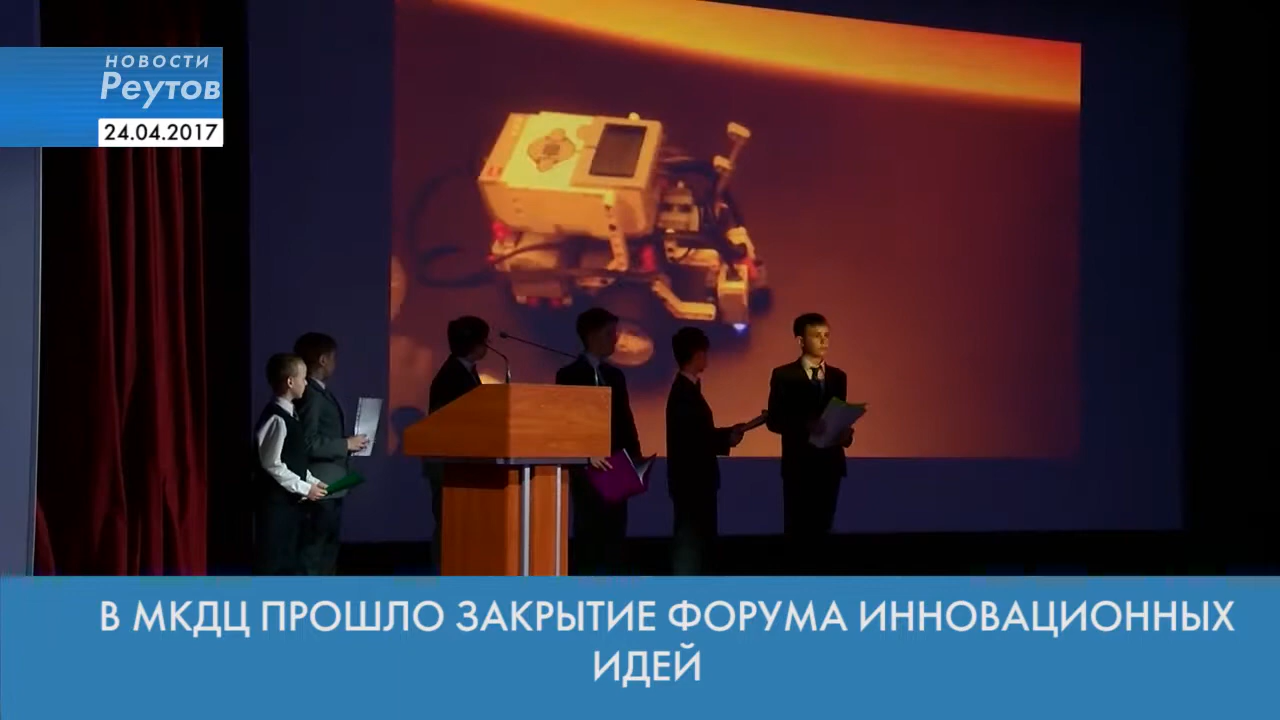 НОВОСТИ
Реутов
24.04.2017
В МКДЦ ПРОШЛО ЗАКРЫТИЕ ФОРУМА ИННОВАЦИОННЫХ
ИДЕЙ